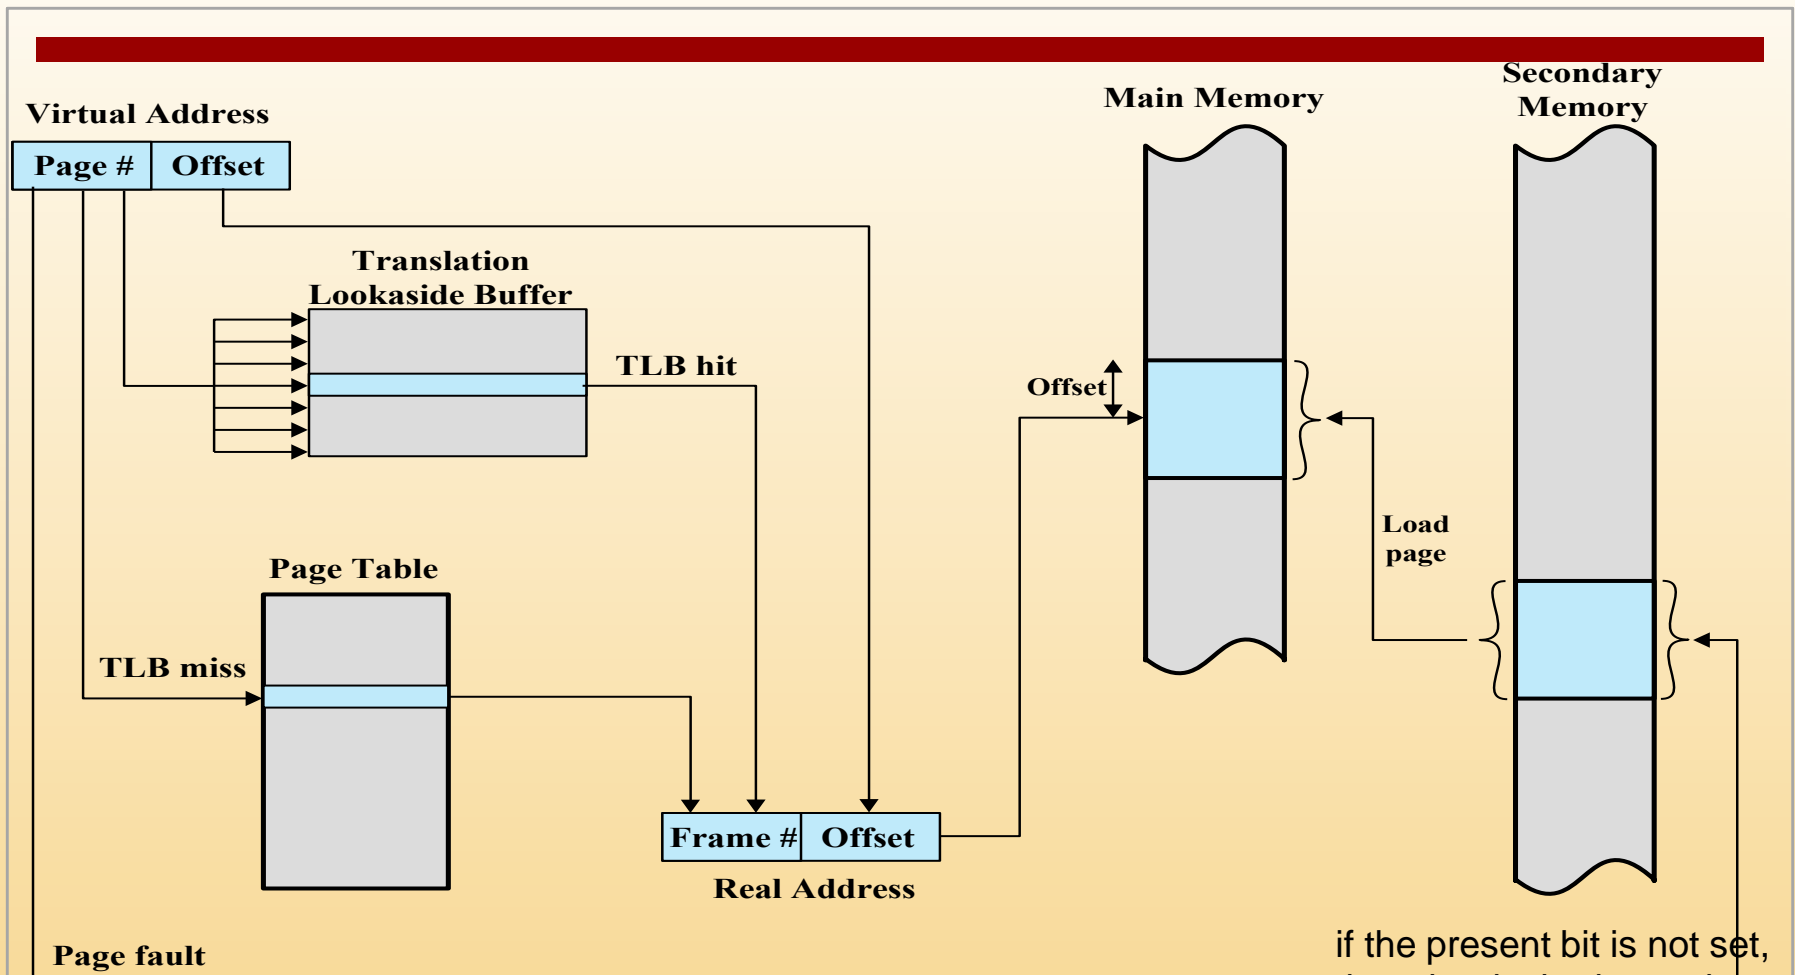 Secondary
Memory
Main Memory
Virtual Address
Page # Offset
Translation
Lookaside Buffer
TLB hit
Offset
Load
page
Page Table
TLB miss
Frame # Offset
Real Address
Page fault
if the present bit is not set,